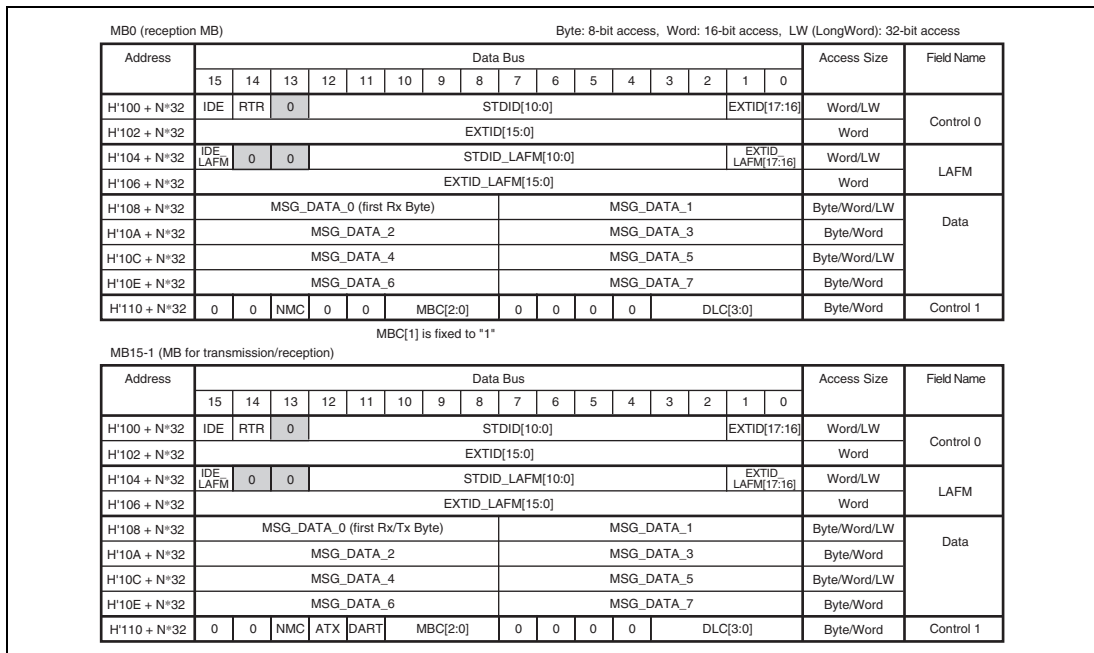 MB0 (reception MB) Byte: 8-bit access, Word: 16-bit access, LW (LongWord): 32-bit access
Address Data Bus Access Size Field Name
15 14 13 12 11 10 9 8 7 6 5 4 3 2 1 0
H'100 + N*32 IDE RTR 0 STDID[10:0] EXTID[17:16] Word/LW Control 0
H'102 + N*32 EXTID[15:0] Word
H'104 + N*32 IDE_LAFM 0 0 STDID_LAFM[10:0] EXTID_LAFM[17:16] Word/LW LAFM
H'106 + N*32 EXTID_LAFM[15:0] Word
H'108 + N*32 MSG_DATA_0 (first Rx Byte) MSG_DATA_1 Byte/Word/LW Data
H'10A + N*32 MSG_DATA_2 MSG_DATA_3 Byte/Word
H'10C + N*32 MSG_DATA_4 MSG_DATA_5 Byte/Word/LW
H'10E + N*32 MSG_DATA_6 MSG_DATA_7 Byte/Word
H'110 + N*32 0 0 NMC 0 0 MBC[2:0] 0 0 0 0 DLC[3:0] Byte/Word Control 1
MBC[1] is fixed to "1"
MB15-1 (MB for transmission/reception)
Address Data Bus Access Size Field Name
15 14 13 12 11 10 9 8 7 6 5 4 3 2 1 0
H'100 + N*32 IDE RTR 0 STDID[10:0] EXTID[17:16] Word/LW Control 0
H'102 + N*32 EXTID[15:0] Word
H'104 + N*32 IDE_LAFM 0 0 STDID_LAFM[10:0] EXTID_LAFM[17:16] Word/LW LAFM
H'106 + N*32 EXTID_LAFM[15:0] Word
H'108 + N*32 MSG_DATA_0 (first Rx/Tx Byte) MSG_DATA_1 Byte/Word/LW Data
H'10A + N*32 MSG_DATA_2 MSG_DATA_3 Byte/Word
H'10C + N*32 MSG_DATA_4 MSG_DATA_5 Byte/Word/LW
H'10E + N*32 MSG_DATA_6 MSG_DATA_7 Byte/Word
H'110 + N*32 0 0 NMC ATX DART MBC[2:0] 0 0 0 0 DLC[3:0] Byte/Word Control 1